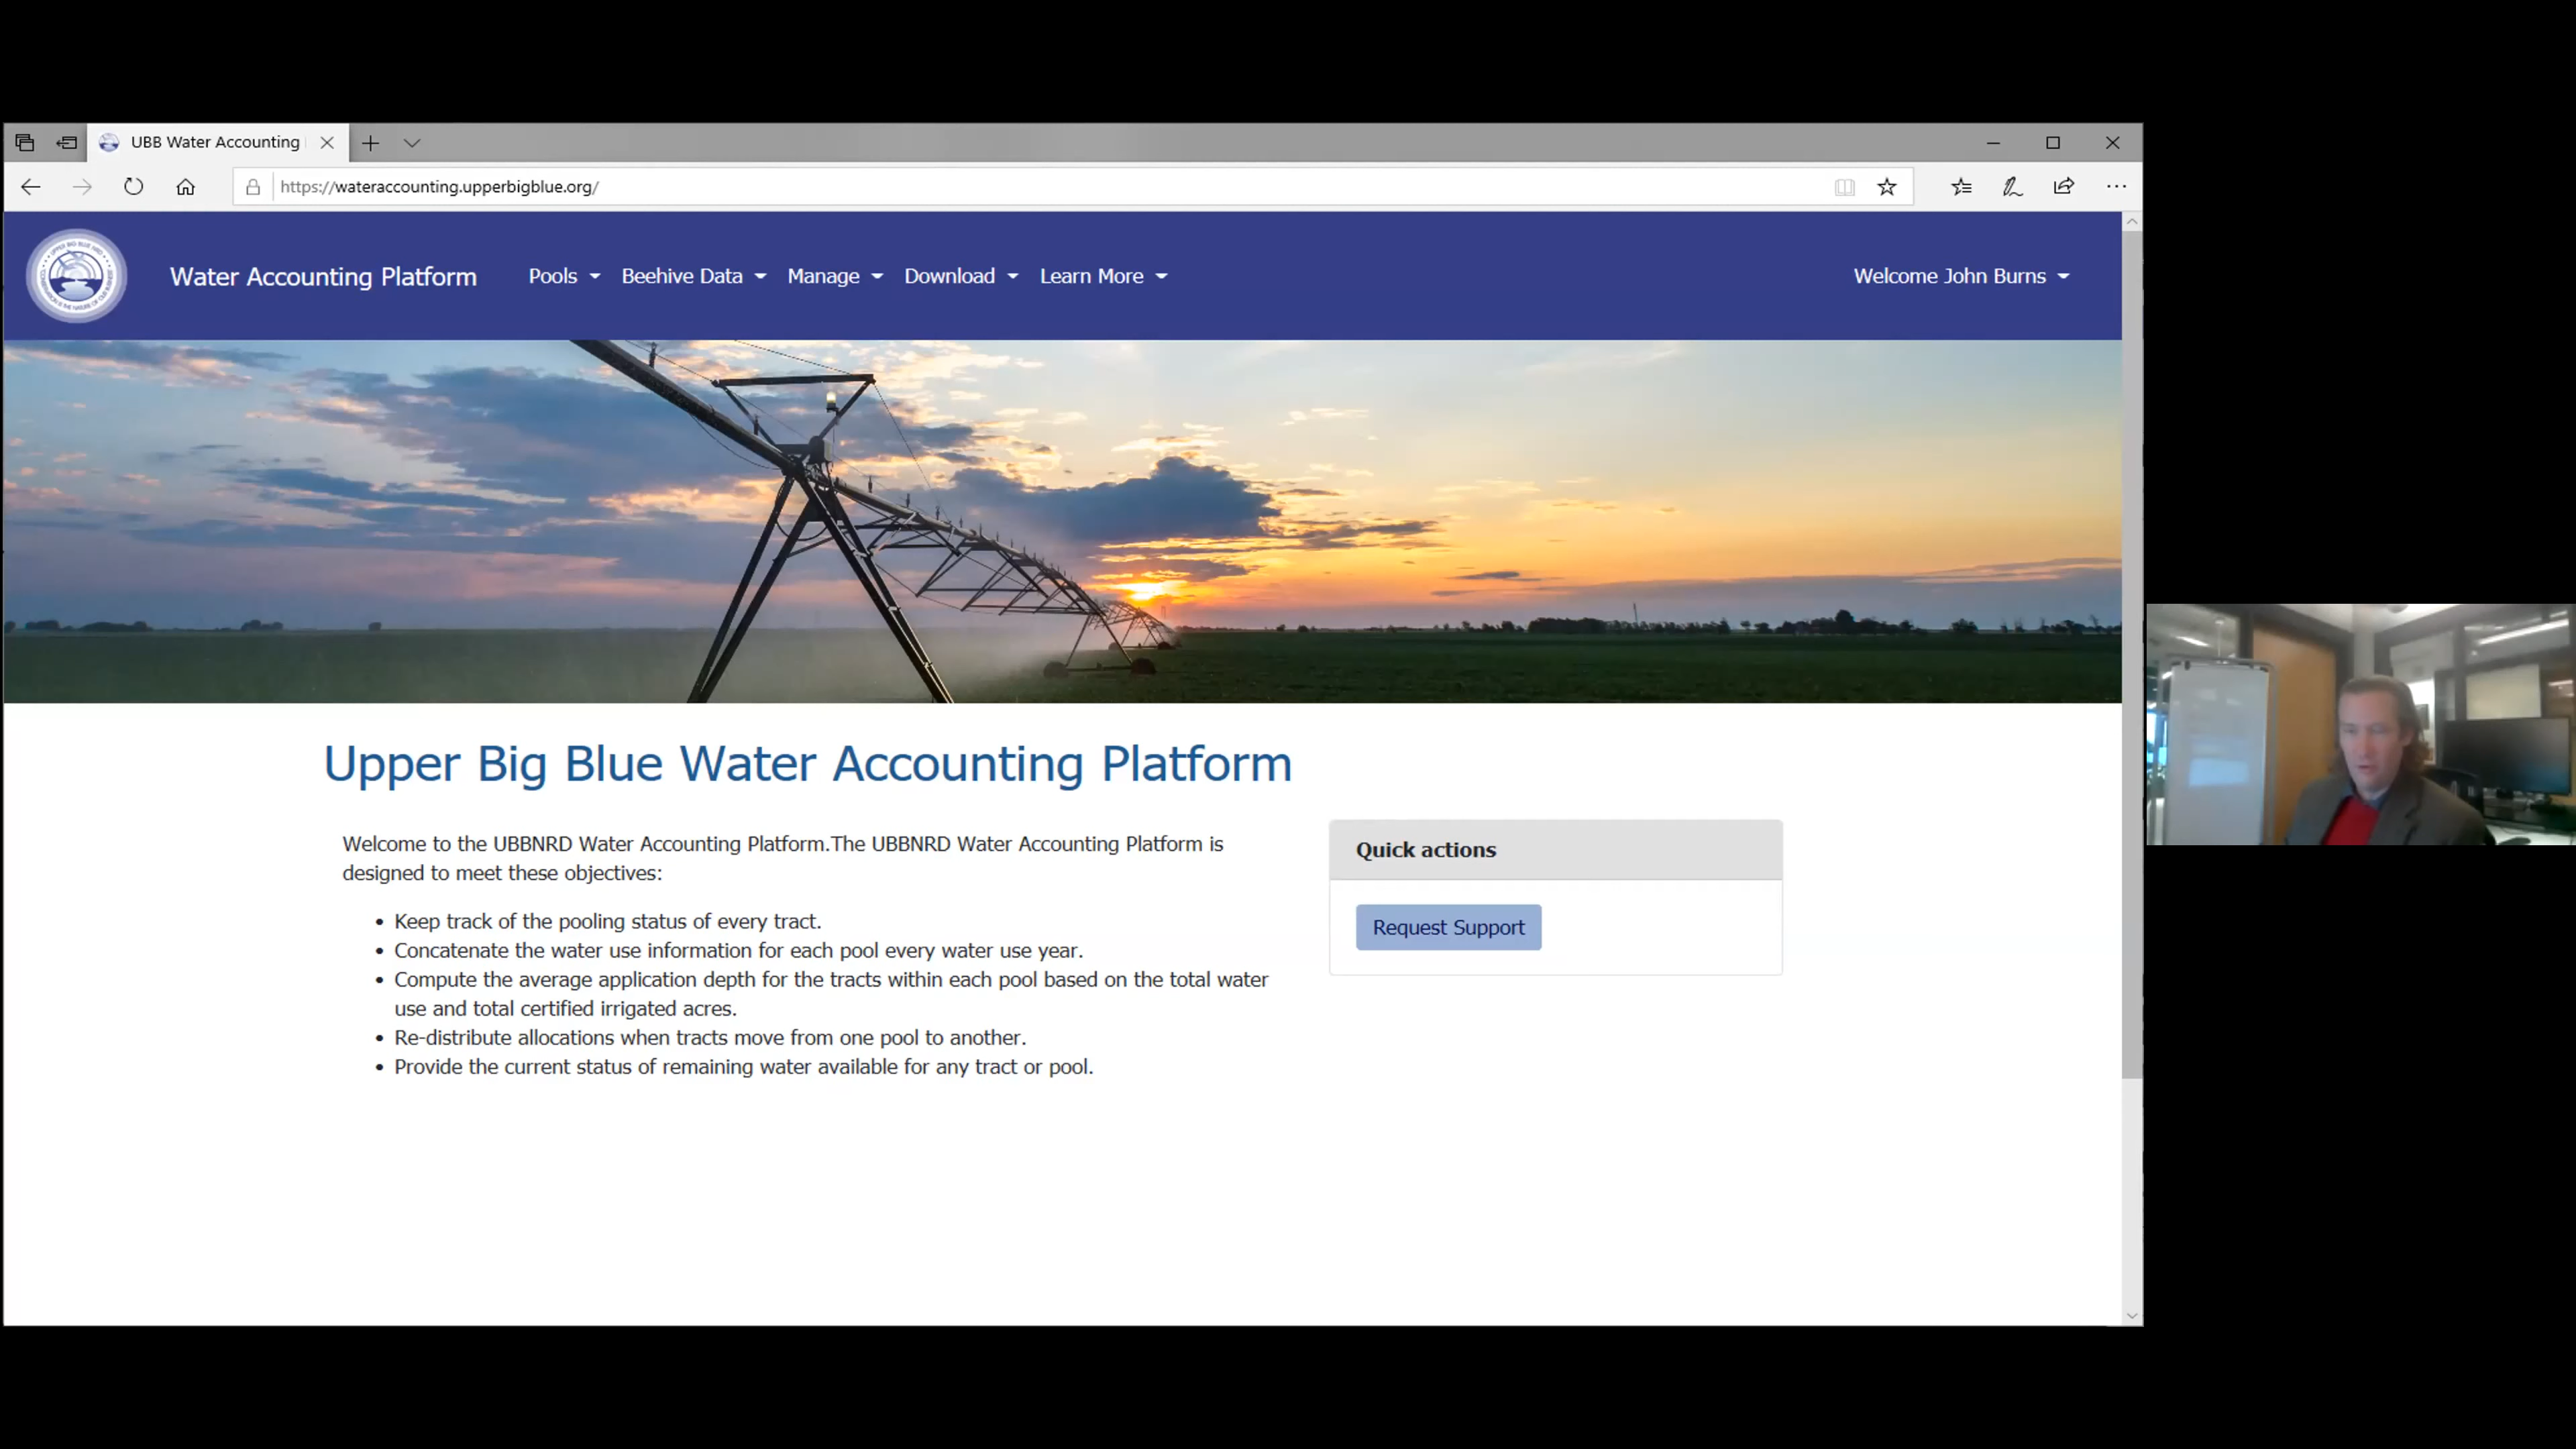 UBB Water Accounting
https://wateraccounting.upperbigblue.org/
Water Accounting Platform
Pools
Beehive Data
Manage
Download
Learn More
Welcome John Burns
Upper Big Blue Water Accounting Platform
Welcome to the UBBNRD Water Accounting Platform.The UBBNRD Water Accounting Platform is
designed to meet these objectives:
• Keep track of the pooling status of every tract.
• Concatenate the water use information for each pool every water use year.
• Compute the average application depth for the tracts within each pool based on the total water
use and total certified irrigated acres.
• Re-distribute allocations when tracts move from one pool to another.
• Provide the current status of remaining water available for any tract or pool.
Quick actions
Request Support